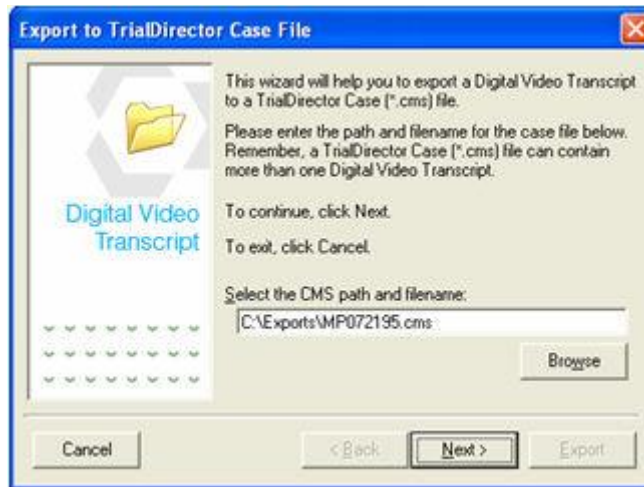 Export to TrialDirector Case File
This wizard will help you to export a Digital Video Transcript
to a TrialDirector Case (*.cms) file.
Please enter the path and filename for the case file below.
Remember, a TrialDirector Case (*.cms) file can contain
more than one Digital Video Transcript.
Digital Video
Transcript
To continue, click Next.
To exit, click Cancel.
Select the CMS path and filename:
C:\Exports\MP072195.cms
Browse
Cancel
< Back
Next >
Export